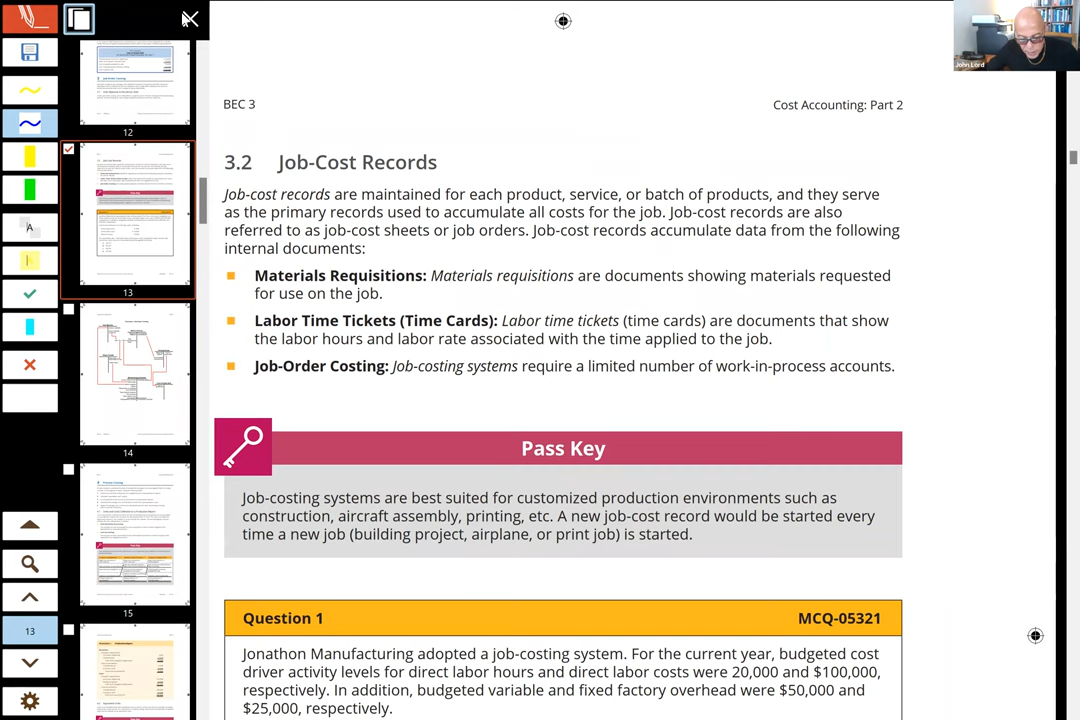 John Lord
BEC 3
Cost Accounting: Part 2
3.2 Job-Cost Records
Job-cost records are maintained for each product, service, or batch of products, and they serve
as the primary records used to accumulate all costs for the job. Job-cost records are also
referred to as job-cost sheets or job orders. Job-cost records accumulate data from the following
internal documents:
Materials Requisitions: Materials requisitions are documents showing materials requested
for use on the job.
Labor Time Tickets (Time Cards): Labor time tickets (time cards) are documents that show
the labor hours and labor rate associated with the time applied to the job.
Job-Order Costing: Job-costing systems require a limited number of work-in-process accounts.
Pass Key
Job-costing systems are best suited for customized production environments such as
construction, aircraft assembly, printing, etc. A new job-cost record would be started every
time a new job (building project, airplane, or print job) is started.
Question 1
MCQ-05321
Jonathon Manufacturing adopted a job-costing system. For the current year, budgeted cost
driver activity levels for direct labor hours and direct labor costs were 20,000 and $100,000,
respectively. In addition, budgeted variable and fixed factory overhead were $50,000 and
$25,000, respectively.
12
13
14
15
A
13